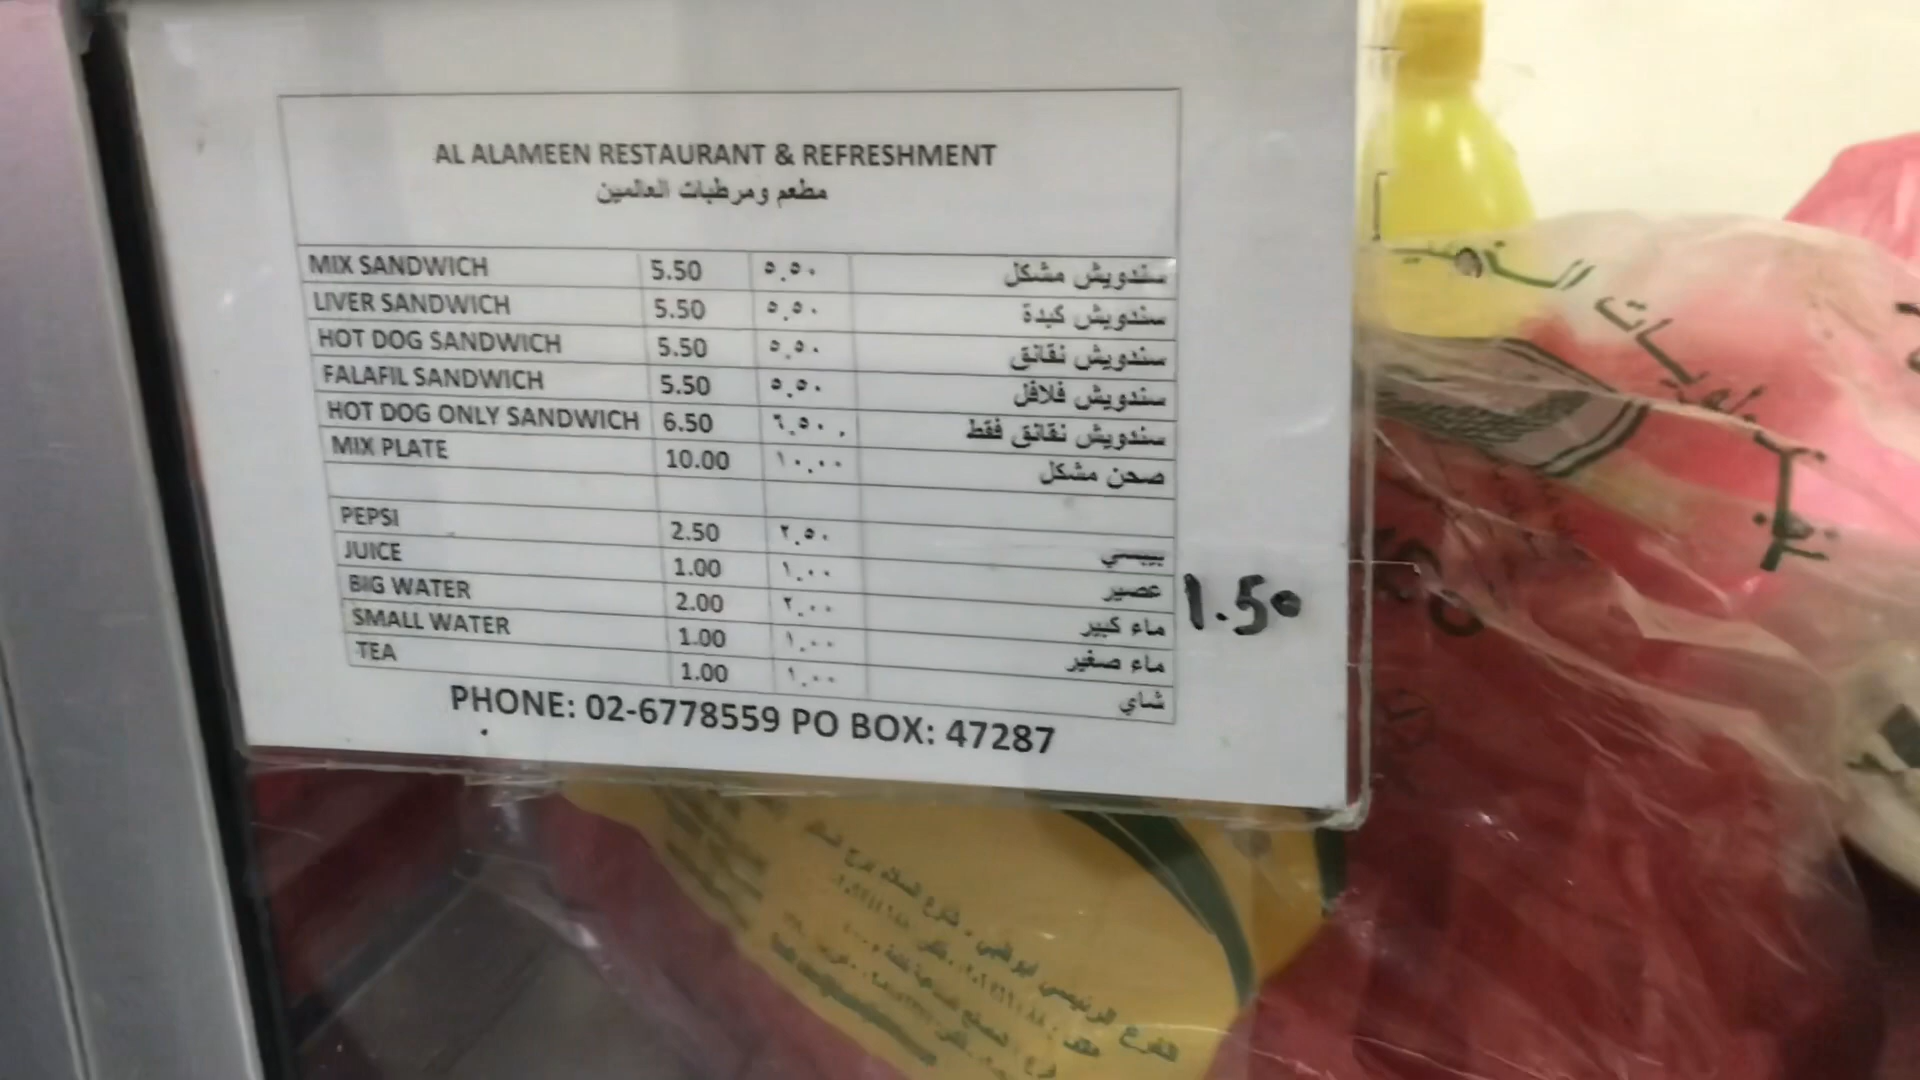 AL ALAMEEN RESTAURANT & REFRESHMENT
مطعم ومرطبات العالمين
MIX SANDWICH 5.50 ٥.٥٠ سندويش مشكل
LIVER SANDWICH 5.50 ٥.٥٠ سندويش كبدة
HOT DOG SANDWICH 5.50 ٥.٥٠ سندويش نقانق
FALAFIL SANDWICH 5.50 ٥.٥٠ سندويش فلافل
HOT DOG ONLY SANDWICH 6.50 ٦.٥٠. سندويش نقانق فقط
MIX PLATE 10.00 ١٠.٠٠ صحن مشكل
PEPSI 2.50 ٢.٥٠ بيبسي
JUICE 1.00 ١.٠٠ عصير 1.50
BIG WATER 2.00 ٢.٠٠ ماء كبير
SMALL WATER 1.00 ١.٠٠ ماء صغير
TEA 1.00 ١.٠٠ شاي
PHONE: 02-6778559 PO BOX: 47287
الفرع الرئيسي ابوظبي - شارع السلام